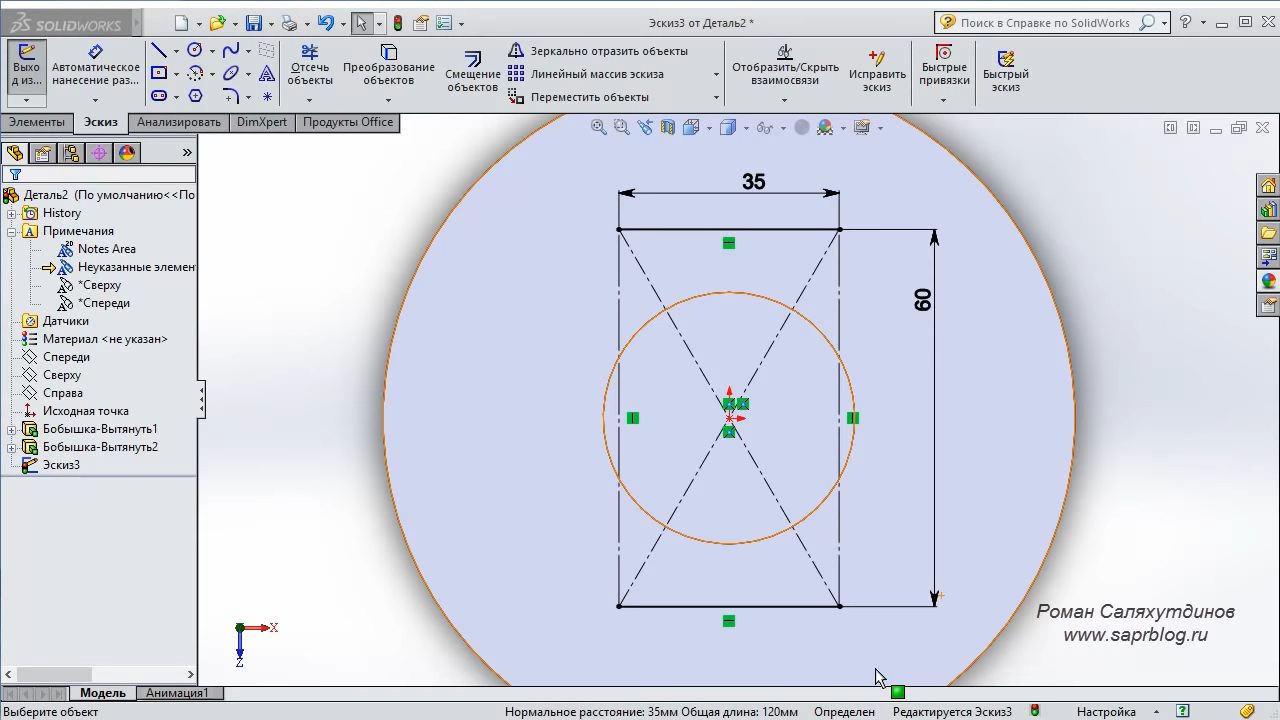 SOLIDWORKS
Эскиз3 от Деталь2 *
Поиск в Справке по SolidWorks
Выхо
д из...
Автоматическое
нанесение раз...
Отсечь
объекты
Преобразование
объектов
Смещение
объектов
Зеркально отразить объекты
Линейный массив эскиза
Переместить объекты
Отобразить/Скрыть
взаимосвязи
Исправить
эскиз
Быстрые
привязки
Быстрый
эскиз
Элементы
Эскиз
Анализировать
DimXpert
Продукты Office
Деталь2 (По умолчанию<<По
History
Примечания
Notes Area
Неуказанные элемен
*Сверху
*Спереди
Датчики
Материал <не указан>
Спереди
Сверху
Справа
Исходная точка
Бобышка-Вытянуть1
Бобышка-Вытянуть2
Эскиз3
35
60
X
Z
Роман Саляхутдинов
www.saprblog.ru
Модель
Анимация1
Выберите объект
Нормальное расстояние: 35мм Общая длина: 120мм
Определен
Редактируется Эскиз3
Настройка